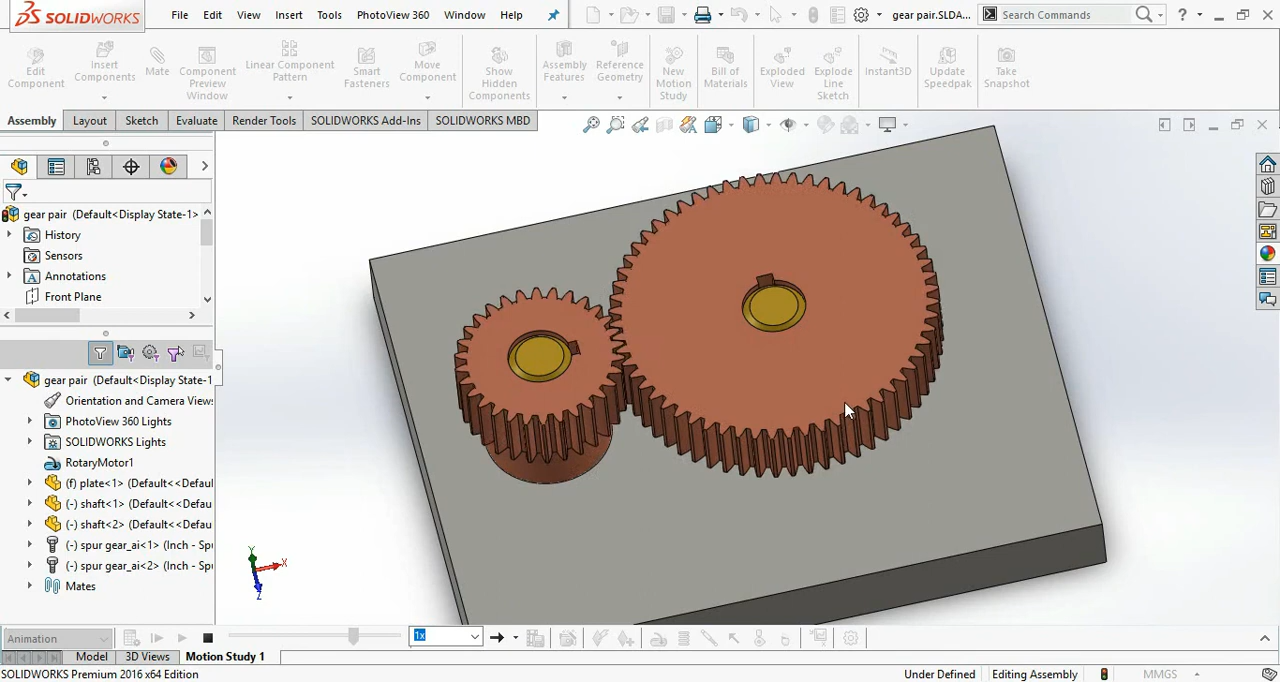 SOLIDWORKS File Edit View Insert Tools PhotoView 360 Window Help gear pair.SLDA... Search Commands ?
Edit Component
Insert Components
Mate
Component Preview Window
Linear Component Pattern
Smart Fasteners
Move Component
Show Hidden Components
Assembly Features
Reference Geometry
New Motion Study
Bill of Materials
Exploded View
Explode Line Sketch
Instant3D
Update Speedpak
Take Snapshot
Assembly Layout Sketch Evaluate Render Tools SOLIDWORKS Add-Ins SOLIDWORKS MBD
gear pair (Default<Display State-1>
History
Sensors
Annotations
Front Plane
gear pair (Default<Display State-1
Orientation and Camera Views
PhotoView 360 Lights
SOLIDWORKS Lights
RotaryMotor1
(f) plate<1> (Default<<Defaul
(-) shaft<1> (Default<<Defau
(-) shaft<2> (Default<<Defau
(-) spur gear_ai<1> (Inch - Spu
(-) spur gear_ai<2> (Inch - Spu
Mates
Y
X
Z
Animation 1x
Model 3D Views Motion Study 1
SOLIDWORKS Premium 2016 x64 Edition Under Defined Editing Assembly MMGS